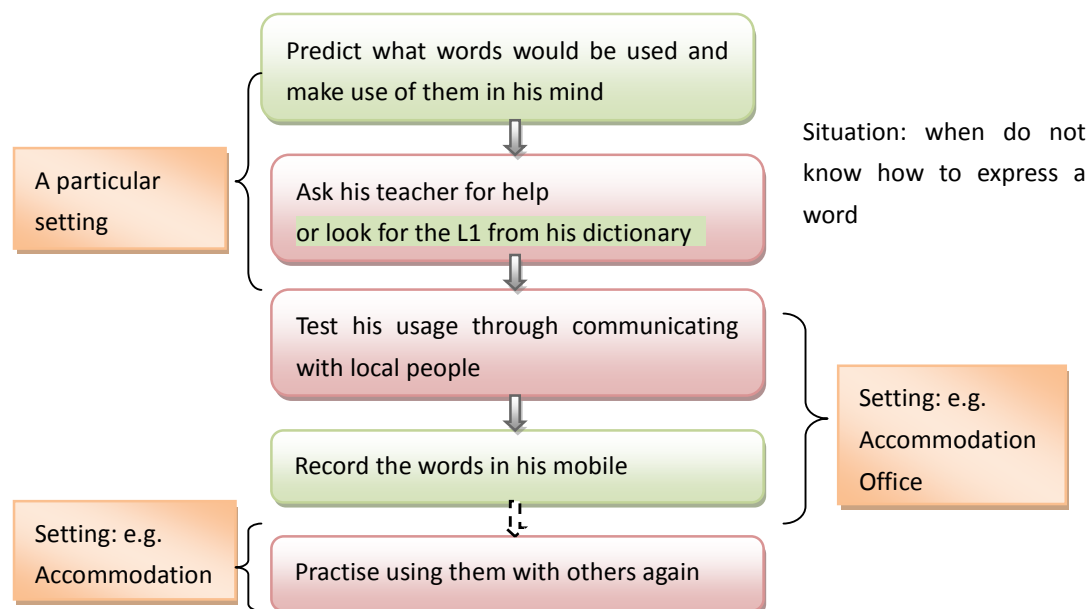 Predict what words would be used and
make use of them in his mind
Situation: when do not
know how to express a
word
A particular
setting
Ask his teacher for help
or look for the L1 from his dictionary
Test his usage through communicating
with local people
Setting: e.g.
Accommodation
Office
Record the words in his mobile
Setting: e.g.
Accommodation
Practise using them with others again